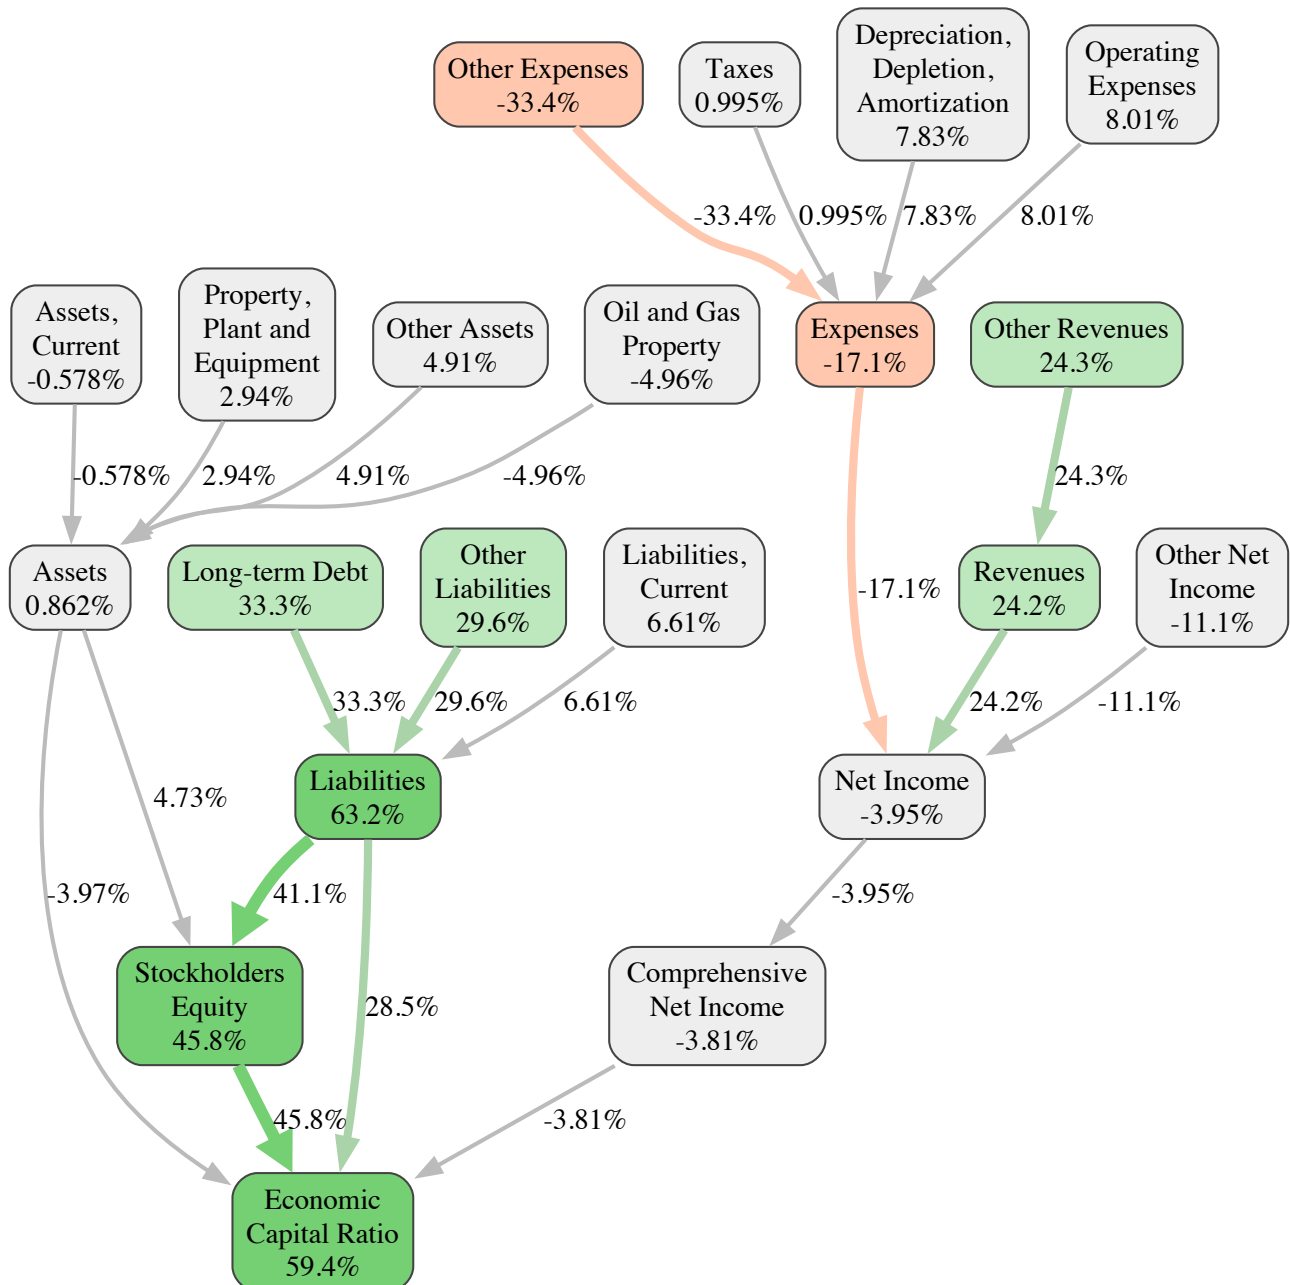 Other Expenses
-33.4%
Taxes
0.995%
Depreciation,
Depletion,
Amortization
7.83%
Operating
Expenses
8.01%
-33.4%
0.995%
7.83%
8.01%
Assets,
Current
-0.578%
Property,
Plant and
Equipment
2.94%
Other Assets
4.91%
Oil and Gas
Property
-4.96%
Expenses
-17.1%
Other Revenues
24.3%
-0.578%
2.94%
4.91%
-4.96%
24.3%
Assets
0.862%
Long-term Debt
33.3%
Other
Liabilities
29.6%
Liabilities,
Current
6.61%
-17.1%
Revenues
24.2%
Other Net
Income
-11.1%
33.3%
29.6%
6.61%
24.2%
-11.1%
4.73%
Liabilities
63.2%
Net Income
-3.95%
-3.97%
41.1%
-3.95%
Stockholders
Equity
45.8%
28.5%
Comprehensive
Net Income
-3.81%
45.8%
-3.81%
Economic
Capital Ratio
59.4%